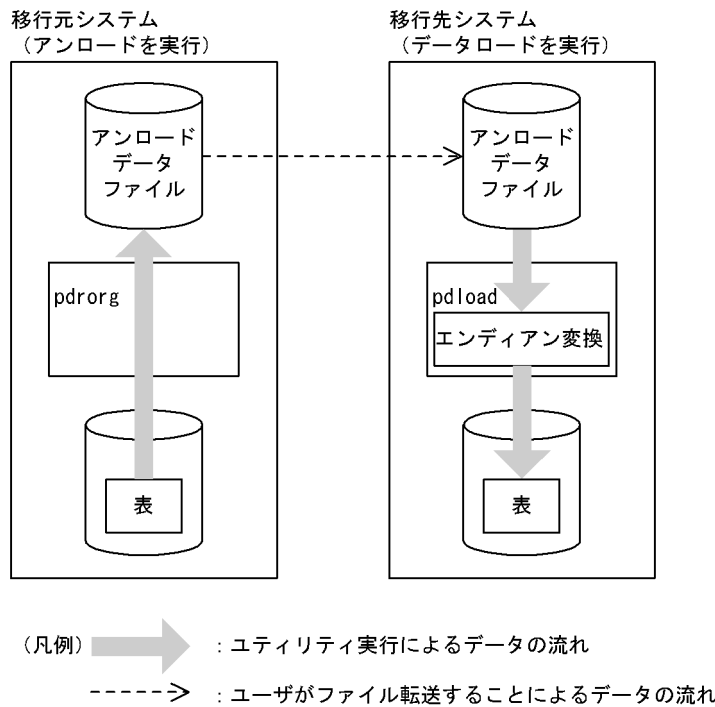 移行元システム
（アンロードを実行）
アンロード
データ
ファイル
pdrorg
表
移行先システム
（データロードを実行）
アンロード
データ
ファイル
pdload
エンディアン変換
表
（凡例）
：ユティリティ実行によるデータの流れ
：ユーザがファイル転送することによるデータの流れ